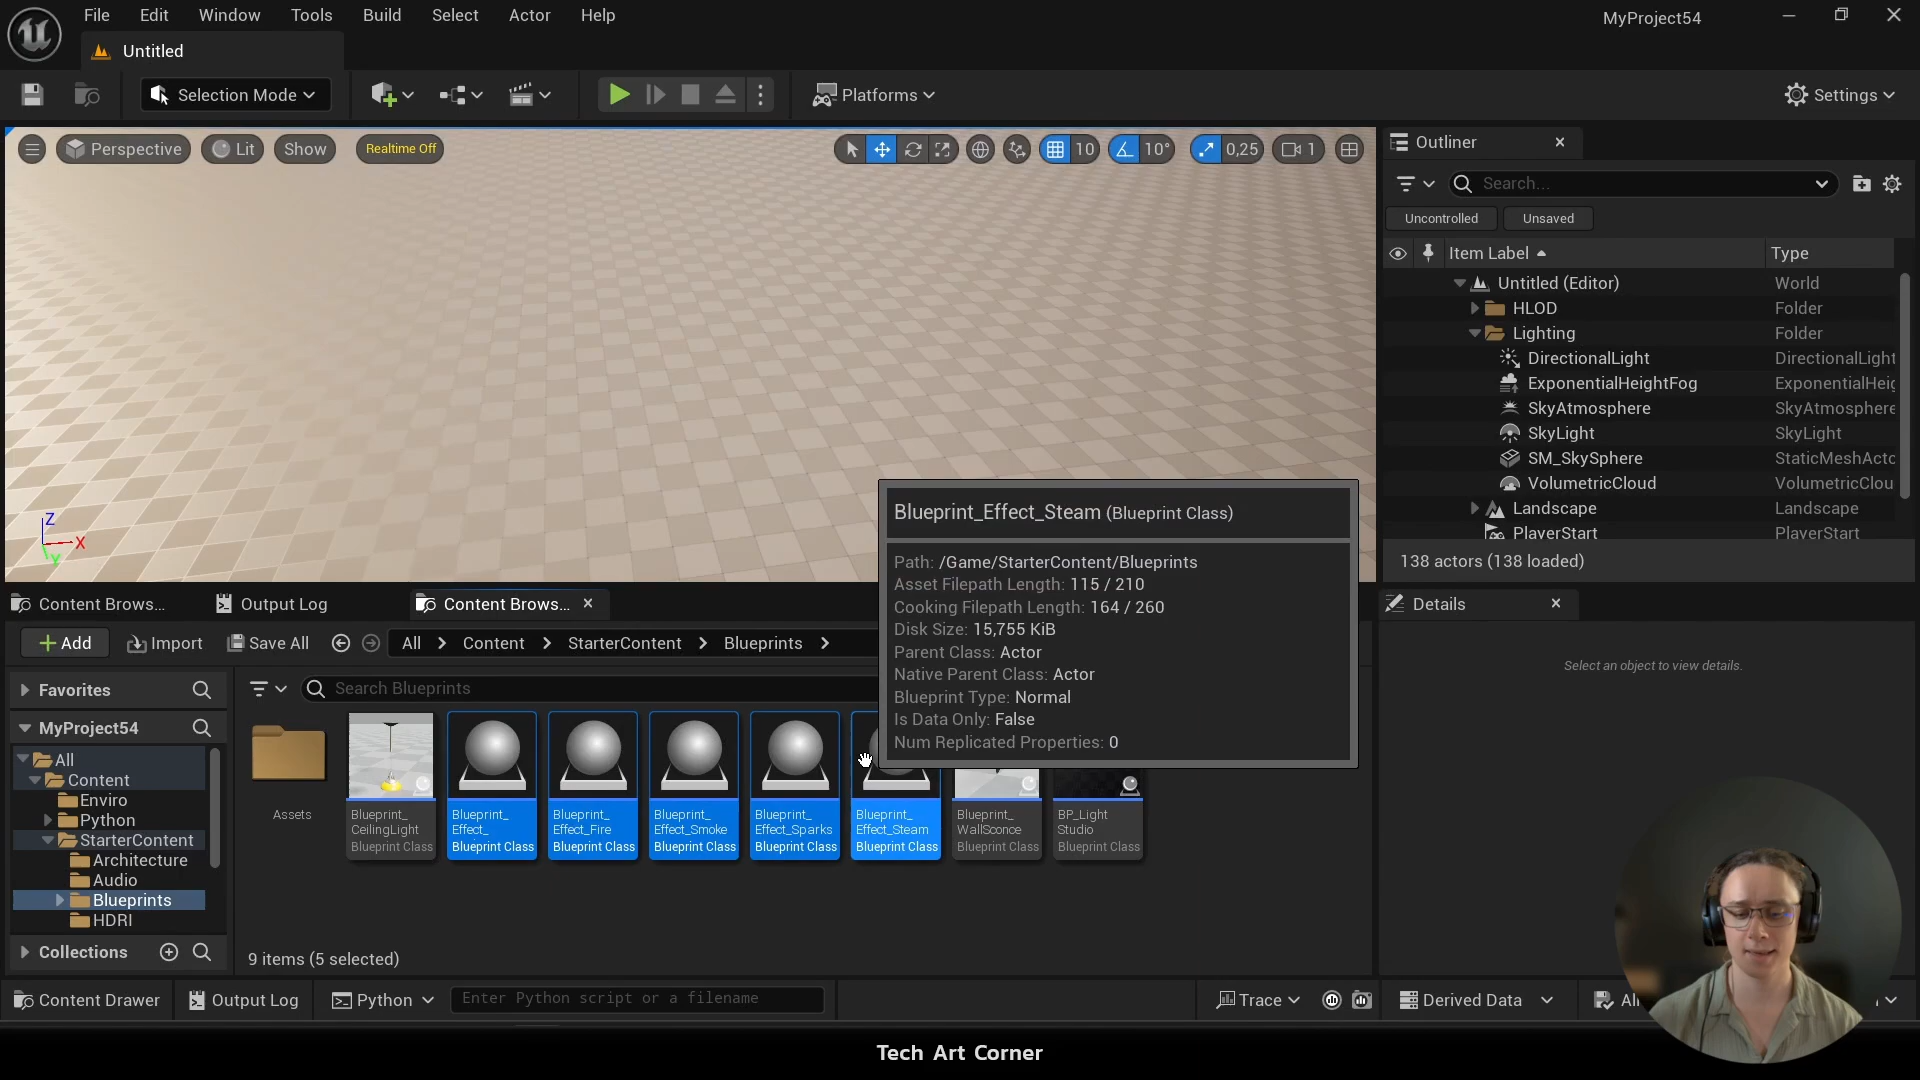 File Edit Window Tools Build Select Actor Help
MyProject54
Untitled
Selection Mode
Platforms
Settings
Perspective Lit Show Realtime Off
10 10° 0,25 1
Z
X
Y
Outliner
Search...
Uncontrolled Unsaved
Item Label Type
Untitled (Editor) World
HLOD Folder
Lighting Folder
DirectionalLight DirectionalLight
ExponentialHeightFog ExponentialHeig
SkyAtmosphere SkyAtmosphere
SkyLight SkyLight
SM_SkySphere StaticMeshActo
VolumetricCloud VolumetricClou
Landscape Landscape
PlayerStart PlayerStart
138 actors (138 loaded)
Blueprint_Effect_Steam (Blueprint Class)
Path: /Game/StarterContent/Blueprints
Asset Filepath Length: 115 / 210
Cooking Filepath Length: 164 / 260
Disk Size: 15,755 KiB
Parent Class: Actor
Native Parent Class: Actor
Blueprint Type: Normal
Is Data Only: False
Num Replicated Properties: 0
Content Brows... Output Log Content Brows...
Details
Select an object to view details.
Add Import Save All All Content StarterContent Blueprints
Favorites
Search Blueprints
MyProject54
All
Content
Enviro
Python
StarterContent
Architecture
Audio
Blueprints
HDRI
Collections
Assets
Blueprint_
CeilingLight
Blueprint Class
Blueprint_
Effect_
Blueprint Class
Blueprint_
Effect_Fire
Blueprint Class
Blueprint_
Effect_Smoke
Blueprint Class
Blueprint_
Effect_Sparks
Blueprint Class
Blueprint_
Effect_Steam
Blueprint Class
Blueprint_
WallSconce
Blueprint Class
BP_Light
Studio
Blueprint Class
9 items (5 selected)
Content Drawer Output Log Python Enter Python script or a filename
Trace Derived Data
Tech Art Corner